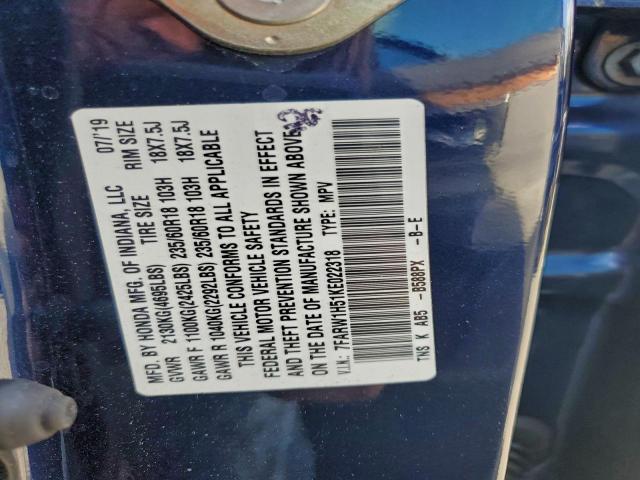 MFD. BY HONDA MFG. OF INDIANA, LLC 07/'19
GVWR 2130KG(4695LBS) TIRE SIZE RIM SIZE
GAWR F 1100KG(2425LBS) 235/60R18 103H 18X7.5J
GAWR R 1040KG(2292LBS) 235/60R18 103H 18X7.5J
THIS VEHICLE CONFORMS TO ALL APPLICABLE
FEDERAL MOTOR VEHICLE SAFETY
AND THEFT PREVENTION STANDARDS IN EFFECT
ON THE DATE OF MANUFACTURE SHOWN ABOVE.
V.I.N.: 7FARW1H51KE022318 TYPE: MPV
TNS K AB5 -B588PX -B-E